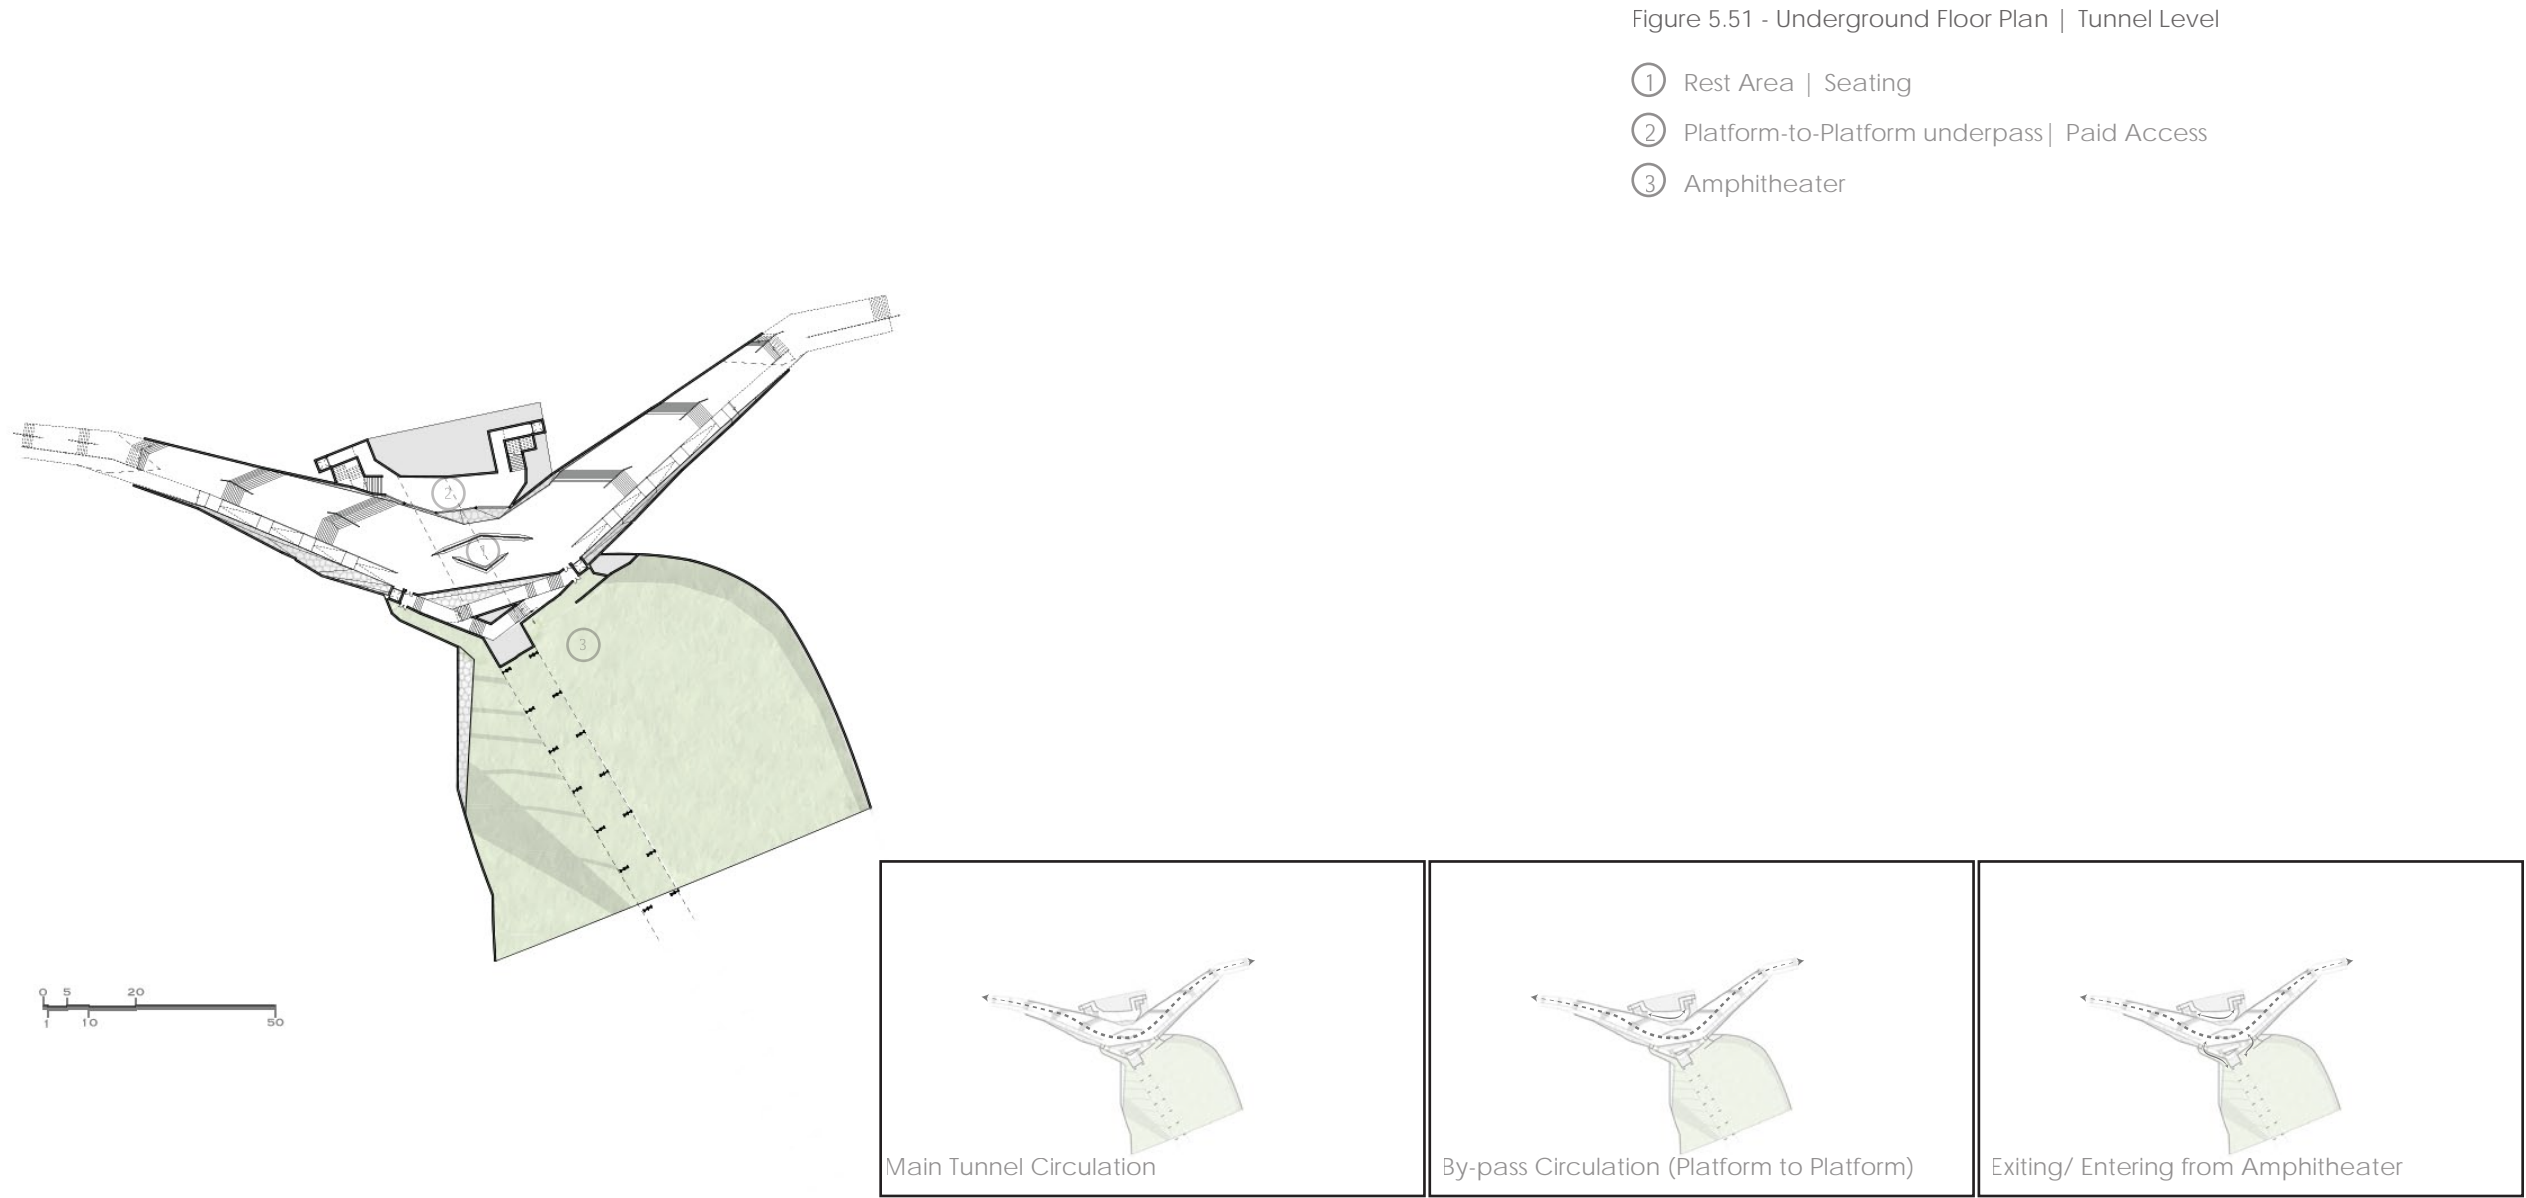 Figure 5.51 - Underground Floor Plan | Tunnel Level
1 Rest Area | Seating
2 Platform-to-Platform underpass| Paid Access
3 Amphitheater
2
1
3
0 5 20
1 10 50
Main Tunnel Circulation
By-pass Circulation (Platform to Platform)
Exiting/ Entering from Amphitheater